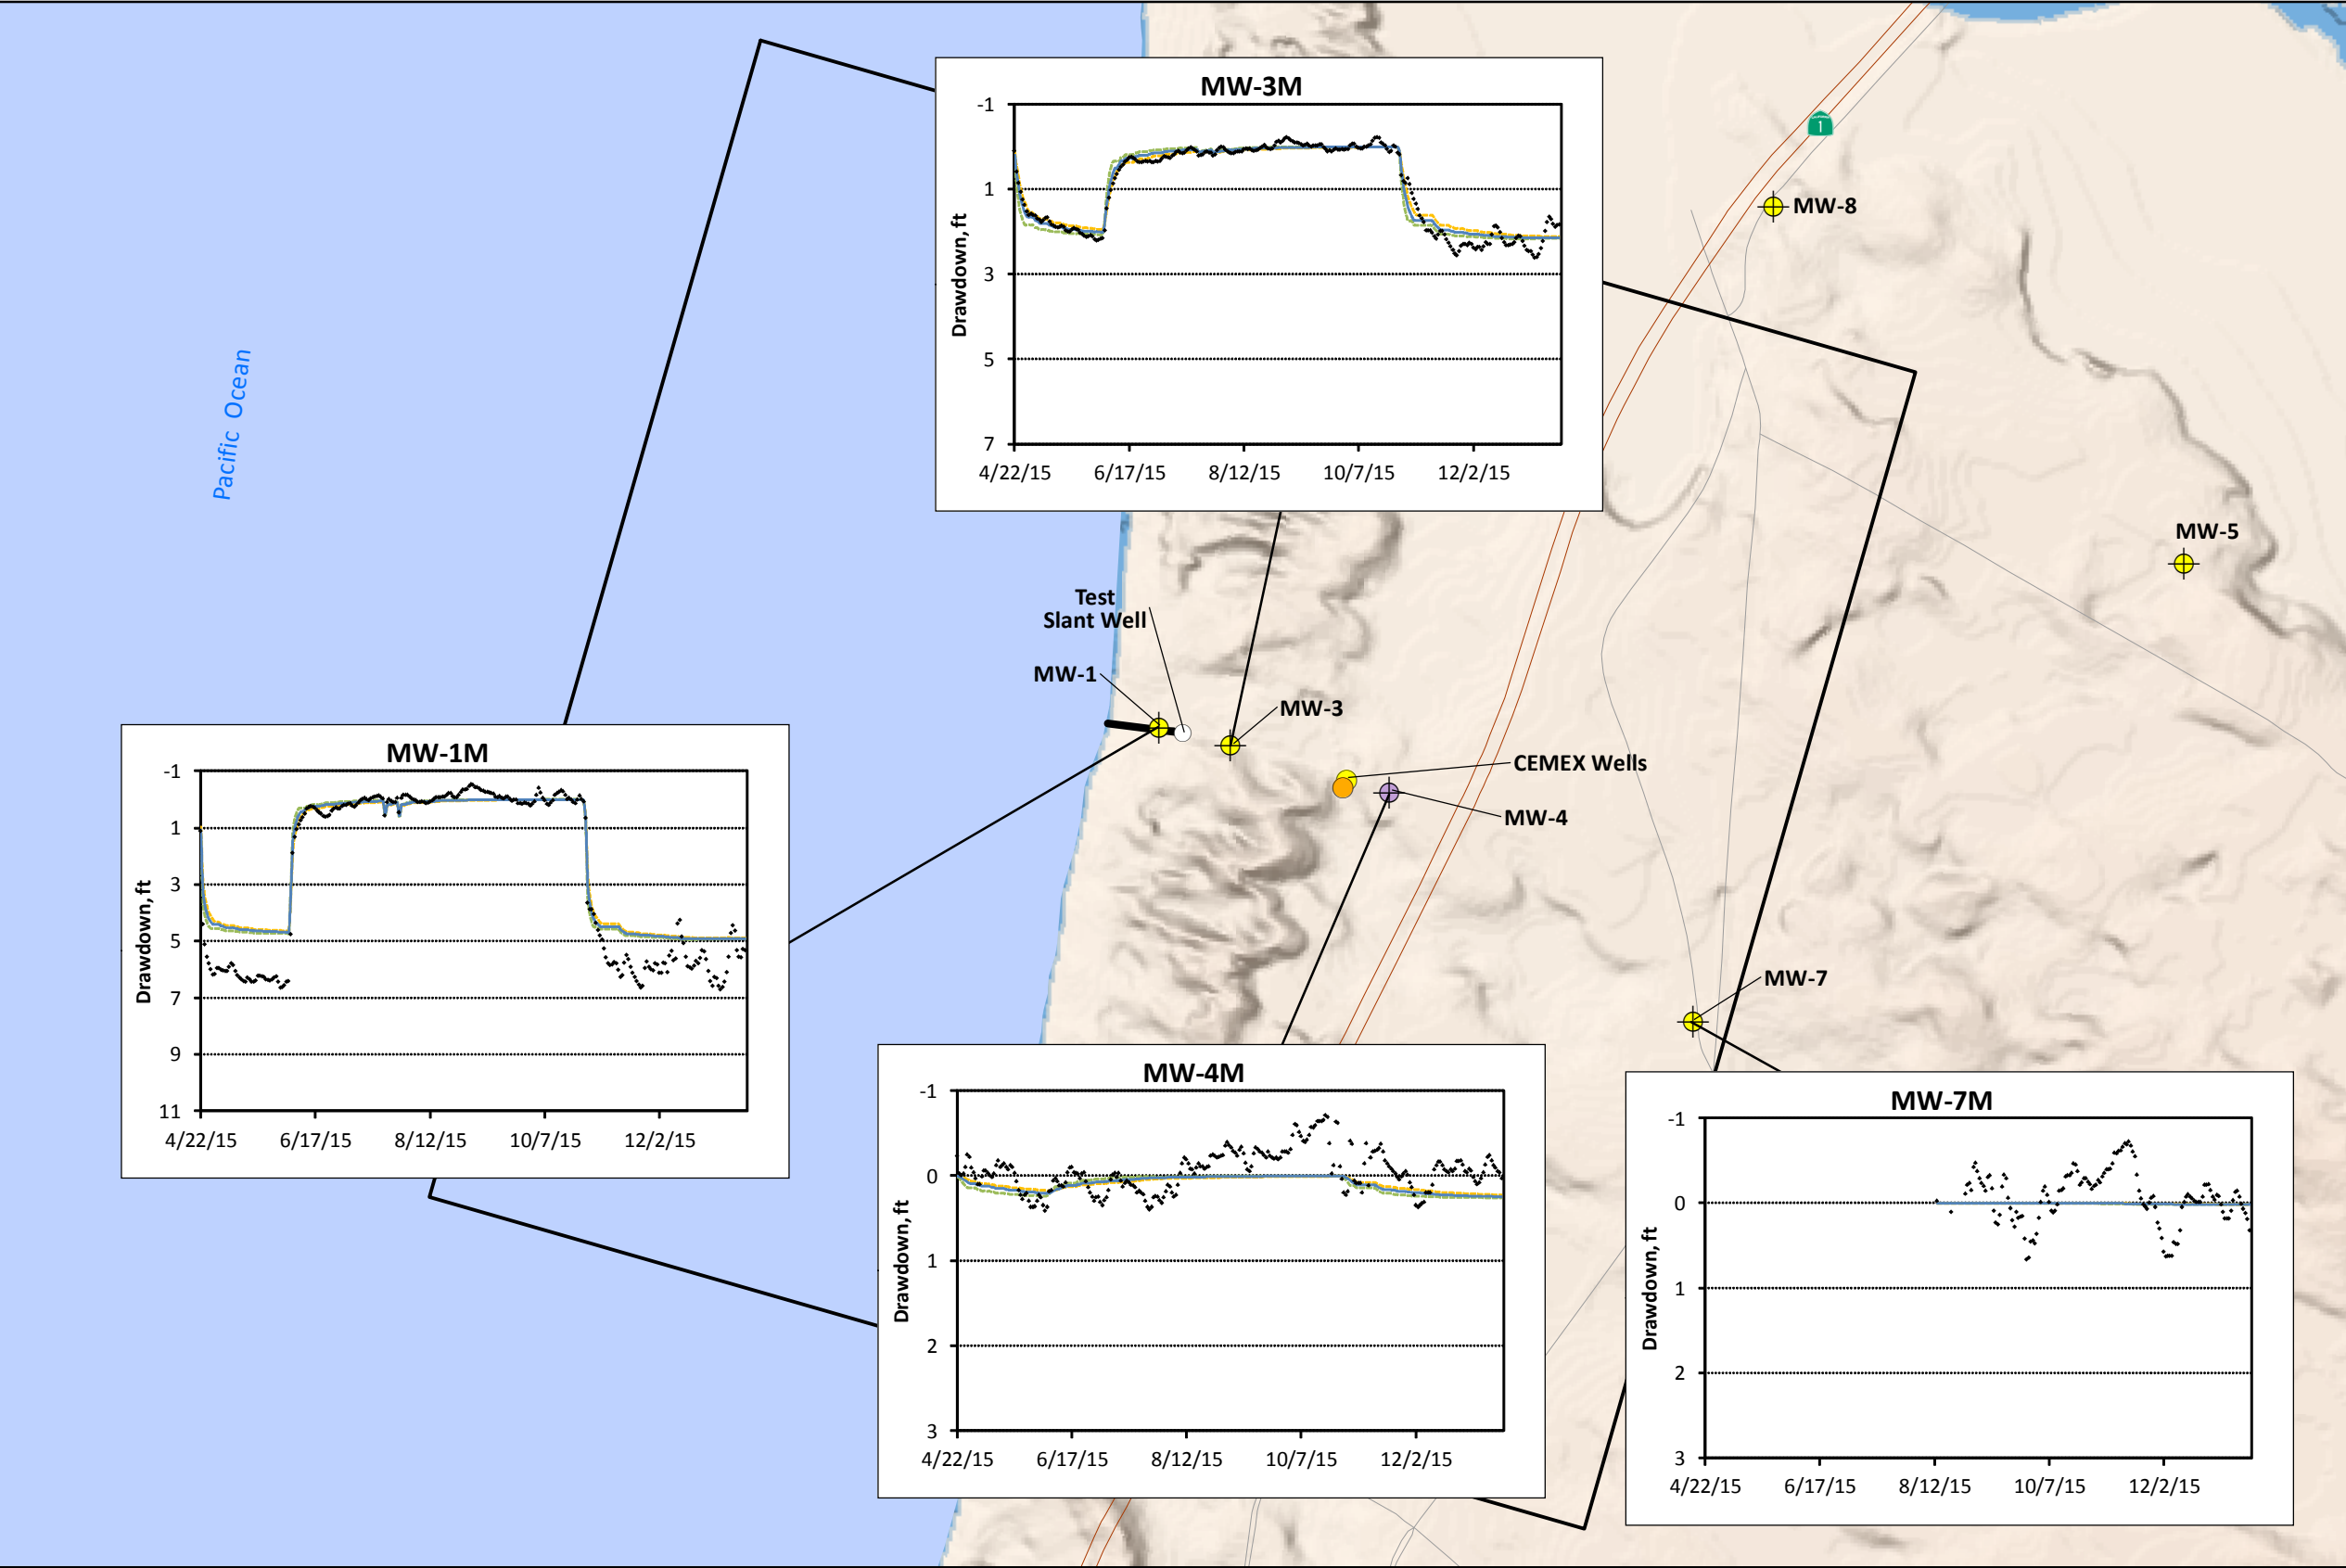 MW-3M
-1
1
3
5
7
Drawdown, ft
4/22/15 6/17/15 8/12/15 10/7/15 12/2/15
1
MW-8
Pacific Ocean
MW-5
Test
Slant Well
MW-1
MW-3
CEMEX Wells
MW-4
MW-7
MW-1M
-1
1
3
5
7
9
11
Drawdown, ft
4/22/15 6/17/15 8/12/15 10/7/15 12/2/15
MW-4M
-1
0
1
2
3
Drawdown, ft
4/22/15 6/17/15 8/12/15 10/7/15 12/2/15
MW-7M
-1
0
1
2
3
Drawdown, ft
4/22/15 6/17/15 8/12/15 10/7/15 12/2/15